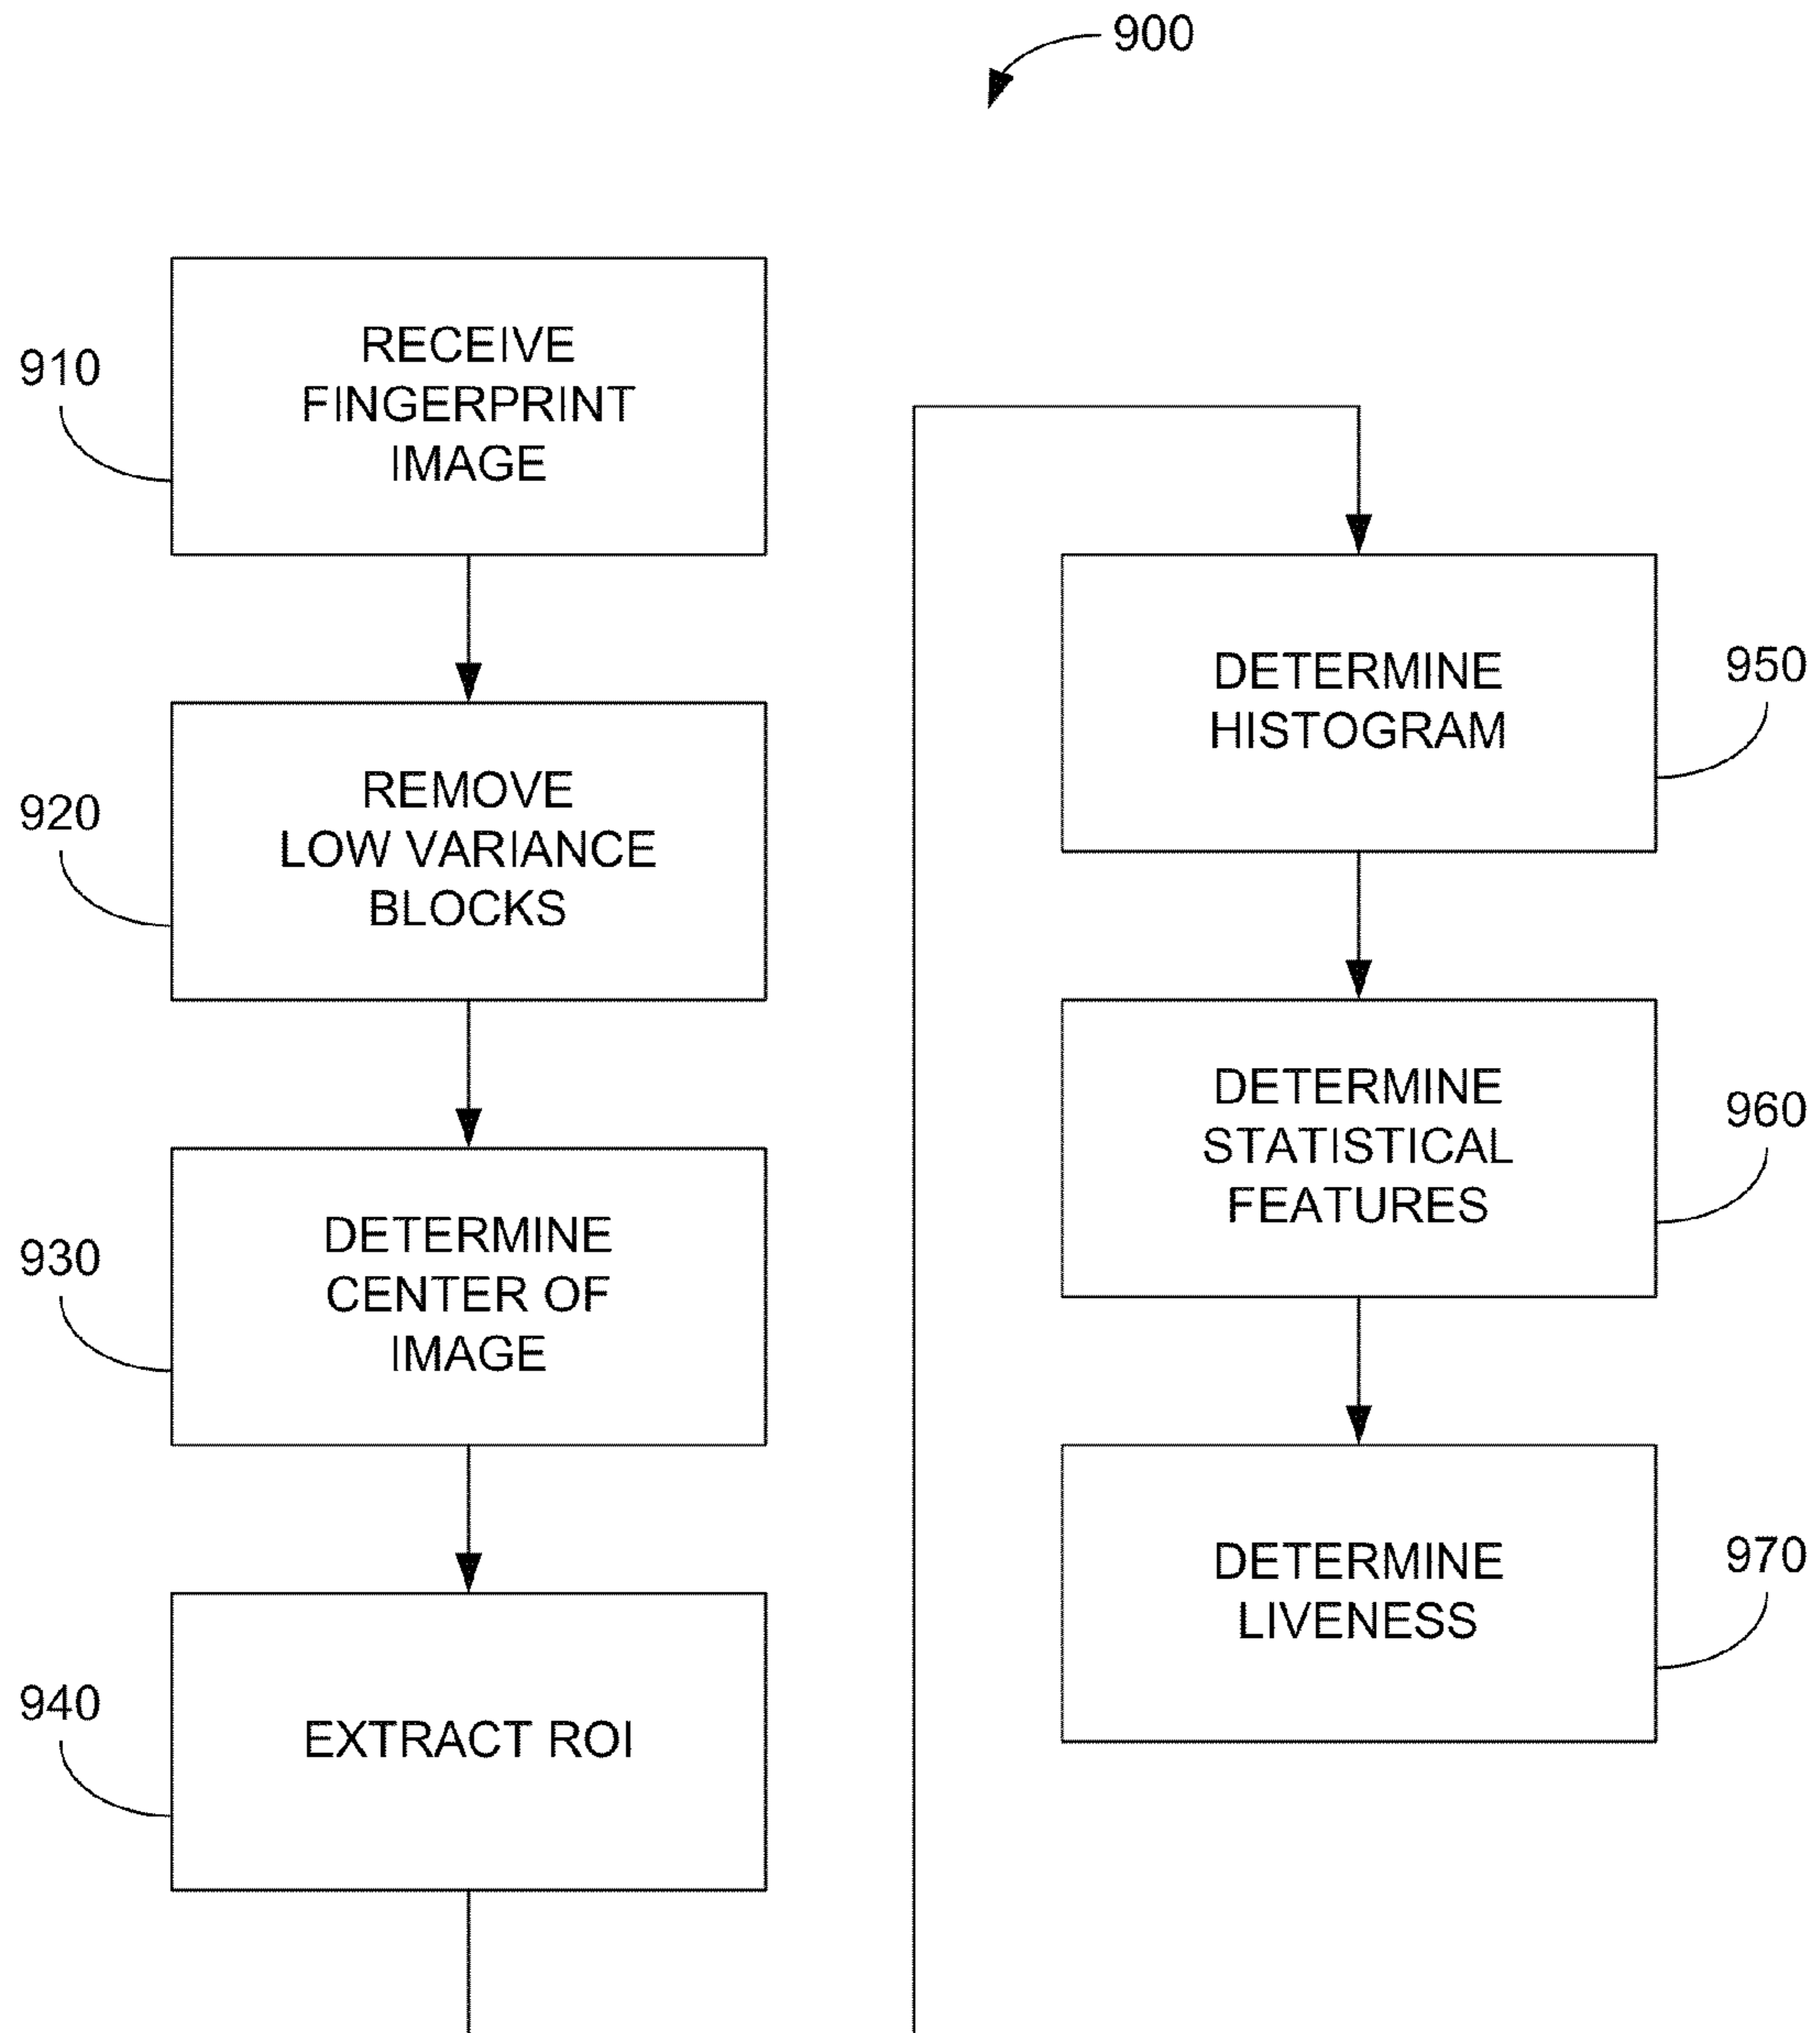 900
910
RECEIVE
FINGERPRINT
IMAGE
920
REMOVE
LOW VARIANCE
BLOCKS
930
DETERMINE
CENTER OF
IMAGE
940
EXTRACT ROI
DETERMINE
HISTOGRAM
950
DETERMINE
STATISTICAL
FEATURES
960
DETERMINE
LIVENESS
970